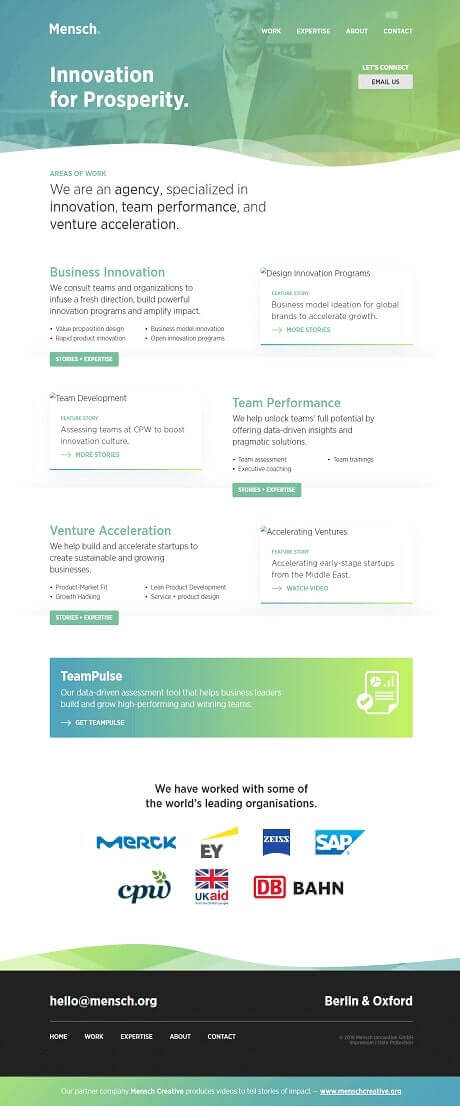 Mensch.
WORK EXPERTISE ABOUT CONTACT
Innovation
for Prosperity.
LET'S CONNECT
EMAIL US
AREAS OF WORK
We are an agency, specialized in
innovation, team performance, and
venture acceleration.
Business Innovation
We consult teams and organizations to
infuse a fresh direction, build powerful
innovation programs and amplify impact.
• Value proposition design • Business model innovation
• Rapid product innovation • Open innovation programs
STORIES + EXPERTISE
Design Innovation Programs
FEATURE STORY
Business model ideation for global
brands to accelerate growth.
MORE STORIES
Team Development
FEATURE STORY
Assessing teams at CPW to boost
innovation culture.
MORE STORIES
Team Performance
We help unlock teams' full potential by
offering data-driven insights and
pragmatic solutions.
• Team assessment • Team trainings
• Executive coaching
STORIES + EXPERTISE
Venture Acceleration
We help build and accelerate startups to
create sustainable and growing
businesses.
• Product-Market Fit • Lean Product Development
• Growth Hacking • Service + product design
STORIES + EXPERTISE
Accelerating Ventures
FEATURE STORY
Accelerating early-stage startups
from the Middle East.
WATCH VIDEO
TeamPulse
Our data-driven assessment tool that helps business leaders
build and grow high-performing and winning teams.
GET TEAMPULSE
We have worked with some of
the world's leading organisations.
MERCK EY ZEISS SAP
cpw UKaid DB BAHN
hello@mensch.org Berlin & Oxford
HOME WORK EXPERTISE ABOUT CONTACT
© 2019 Mensch Innovation GmbH
Impressum | Data Protection
Our partner company Mensch Creative produces videos to tell stories of impact — www.menschcreative.org